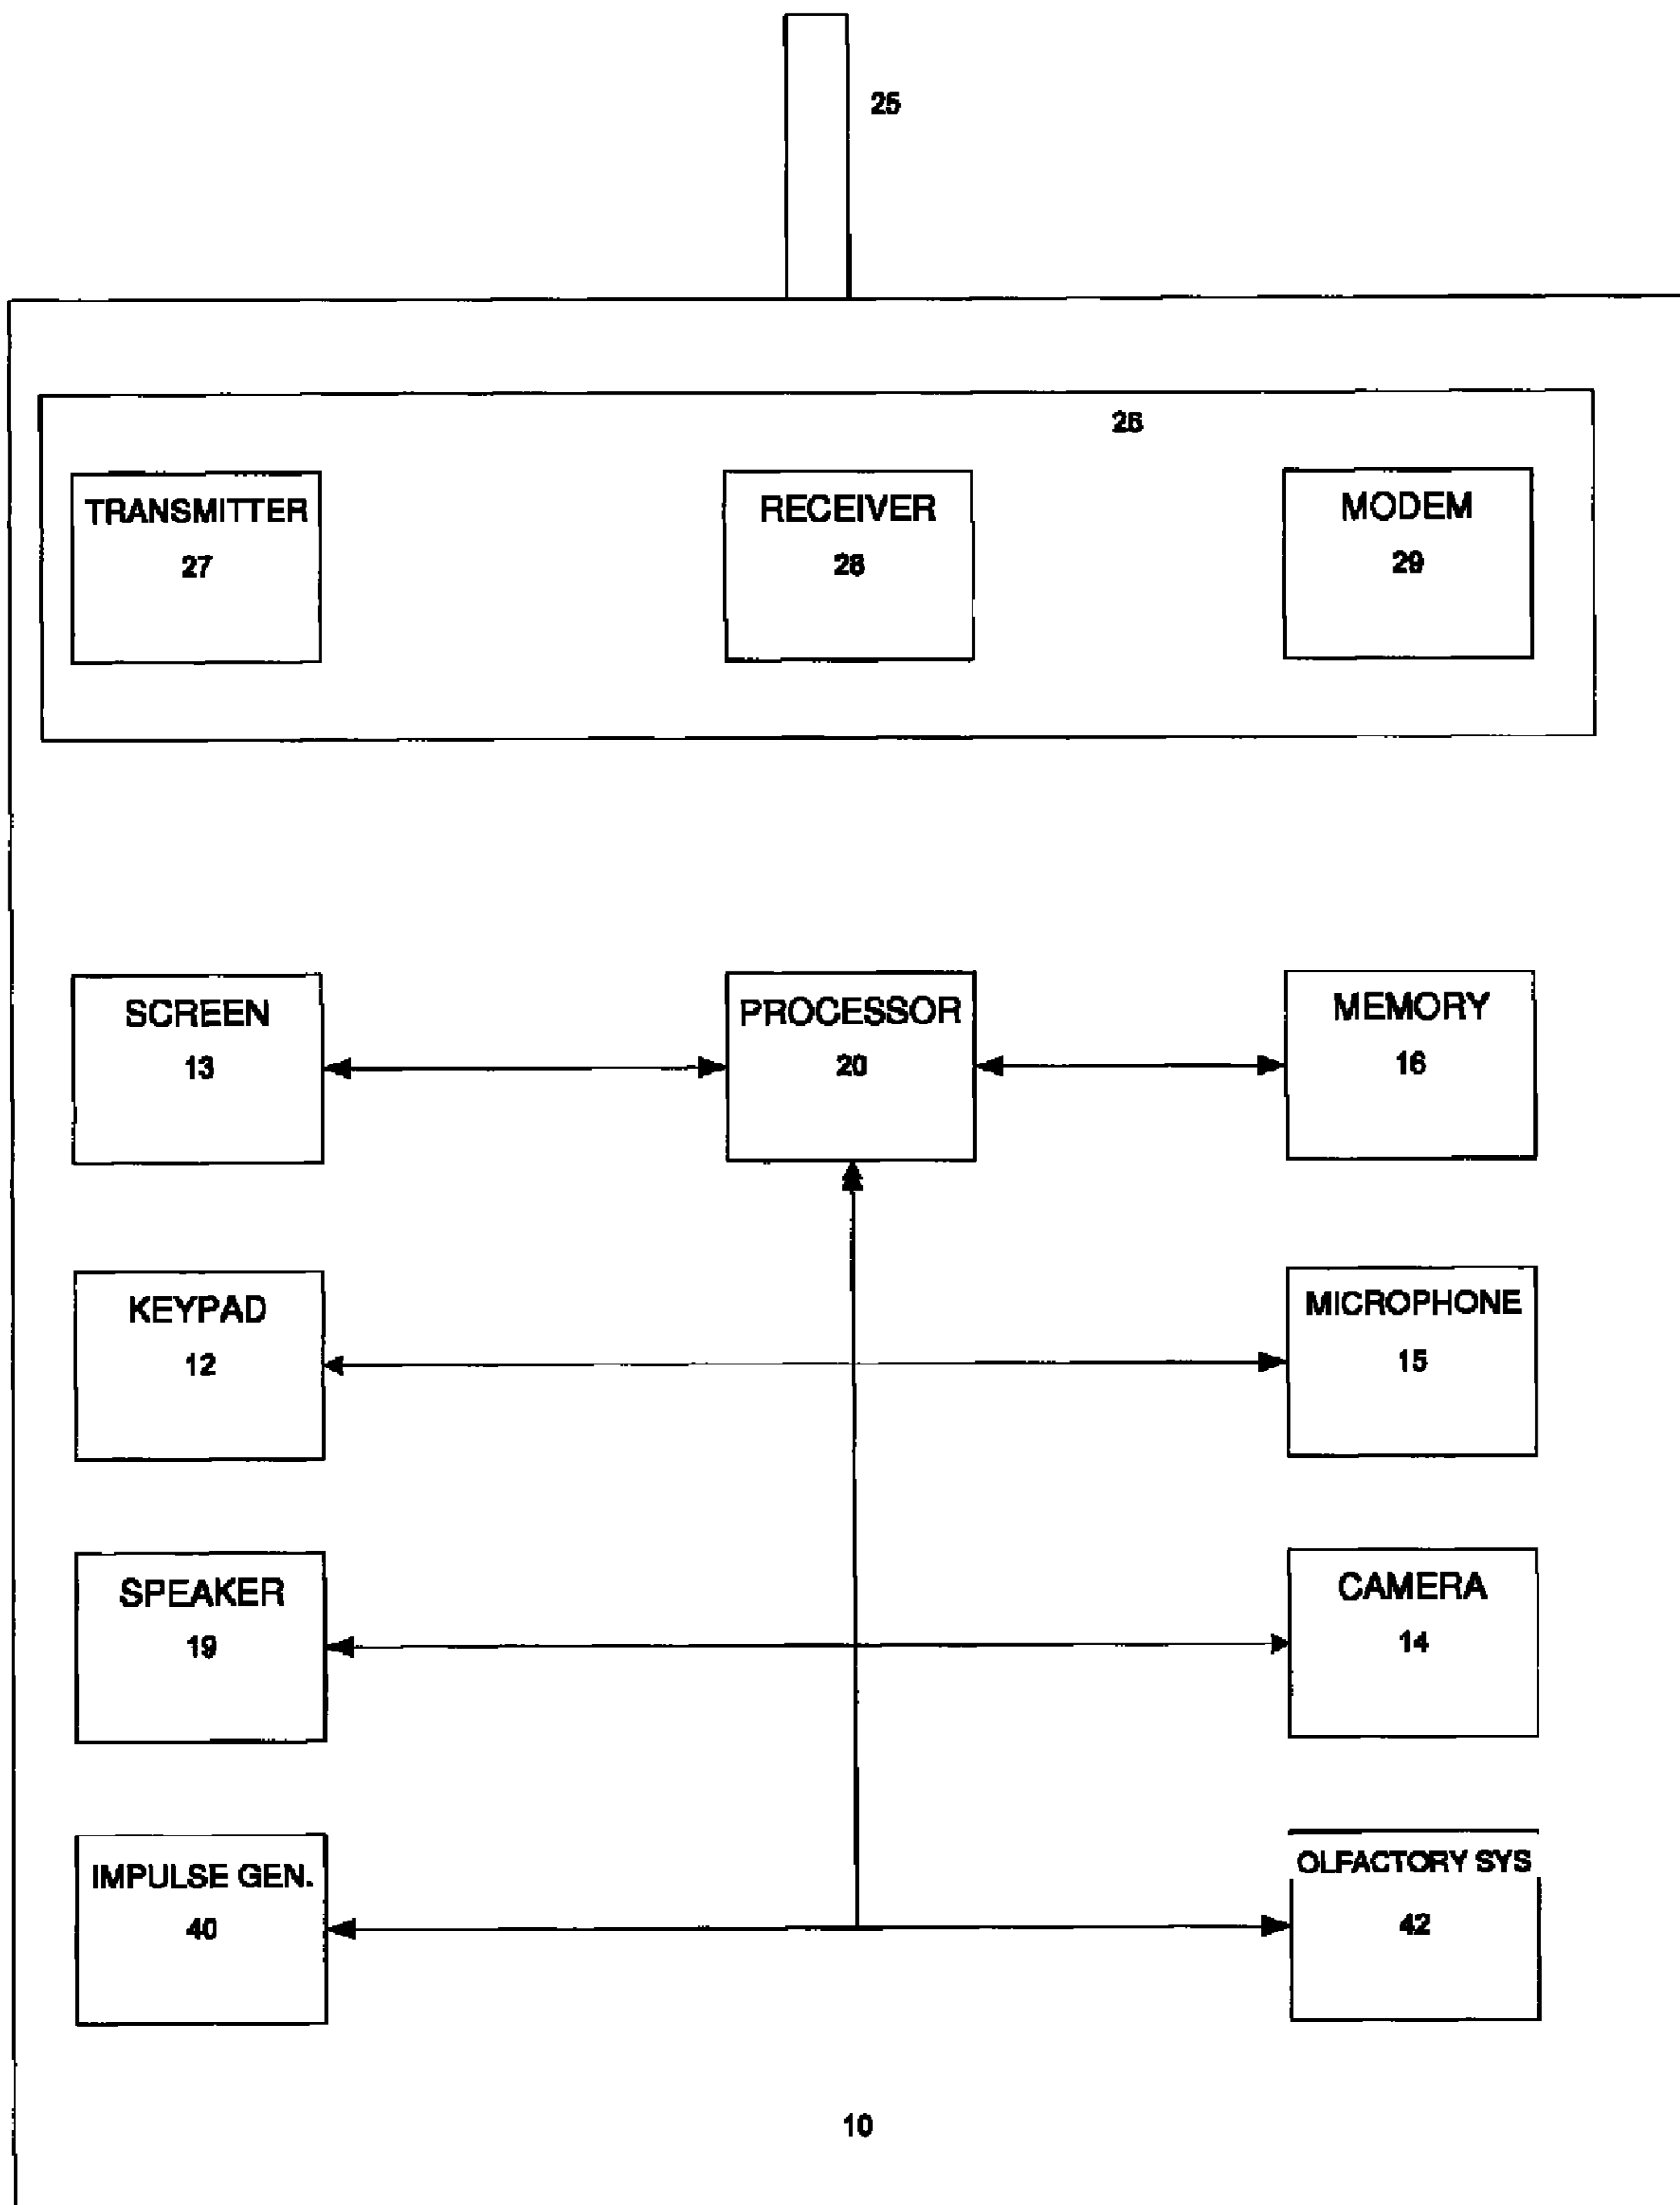 25
26
TRANSMITTER
27
RECEIVER
28
MODEM
29
SCREEN
13
PROCESSOR
20
MEMORY
16
KEYPAD
12
MICROPHONE
15
SPEAKER
19
CAMERA
14
IMPULSE GEN.
40
OLFACTORY SYS
42
10